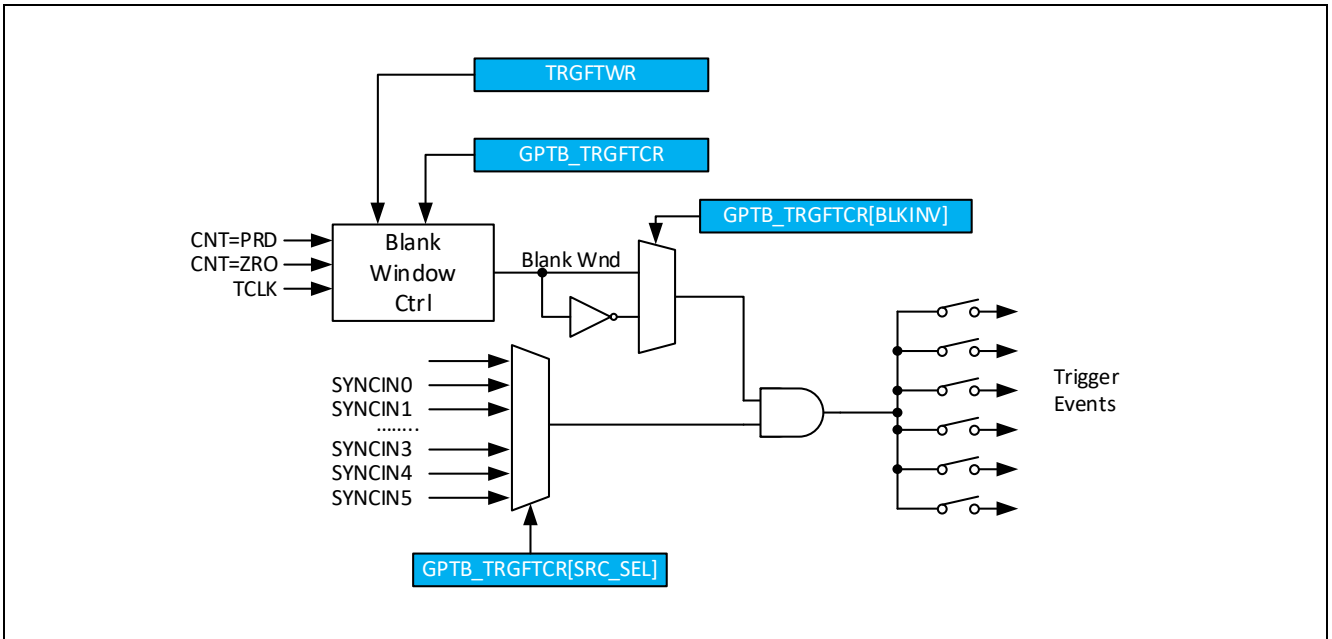 TRGFTWR
GPTB_TRGFTCR
GPTB_TRGFTCR[BLKINV]
CNT=PRD
CNT=ZRO
TCLK
Blank
Window
Ctrl
Blank Wnd
SYNCIN0
SYNCIN1
........
SYNCIN3
SYNCIN4
SYNCIN5
Trigger
Events
GPTB_TRGFTCR[SRC_SEL]